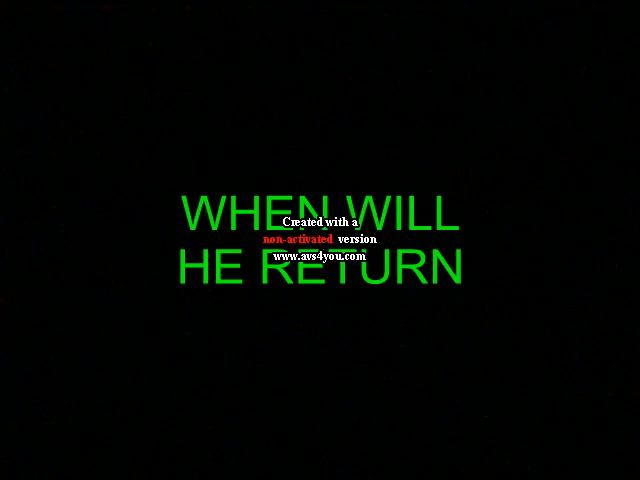 WHEN WILL
Created with a
non-activated version
www.avs4you.com
HE RETURN